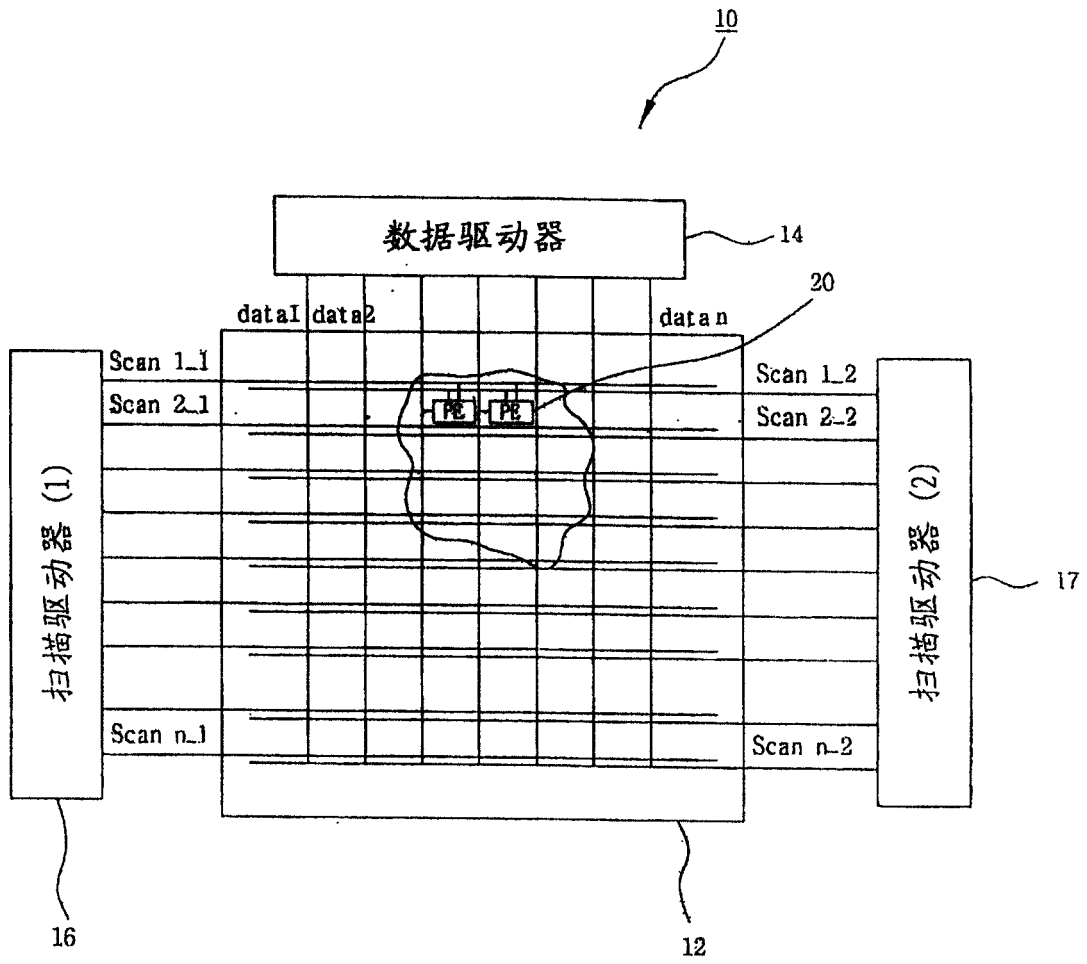 10
数据驱动器
14
20
data1 data2 data n
Scan 1_1
Scan 1_2
Scan 2_1
PE PE
Scan 2_2
扫描驱动器 (1)
扫描驱动器 (2)
17
Scan n_1
Scan n_2
16
12